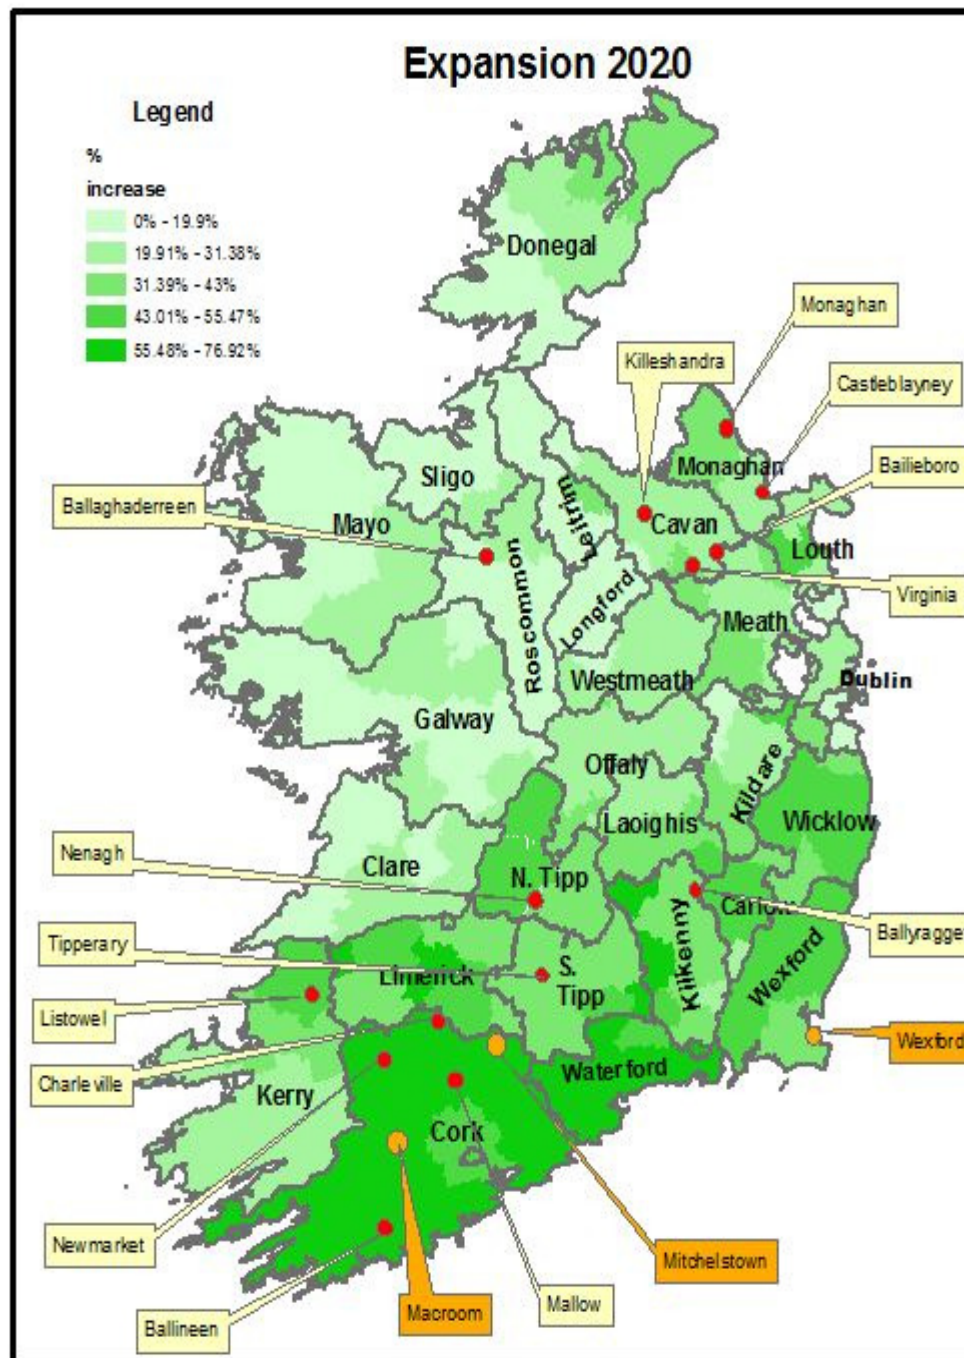 Expansion 2020
Legend
%
increase
0% - 19.9%
19.91% - 31.38%
31.39% - 43%
43.01% - 55.47%
55.48% - 76.92%
Donegal
Monaghan
Killeshandra
Castleblayney
Monaghan
Bailieboro
Sligo
Leitrim
Ballaghaderreen
Mayo
Cavan
Louth
Virginia
Longford
Meath
Roscommon
Westmeath
Dublin
Galway
Offaly
Kildare
Laoighis
Wicklow
Nenagh
Clare
N. Tipp
Kilkenny
Carlow
Ballyragget
Tipperary
Limerick
S.
Tipp
Wexford
Listowel
Wexford
Charleville
Waterford
Kerry
Cork
Newmarket
Mitchelstown
Macroom
Mallow
Ballineen